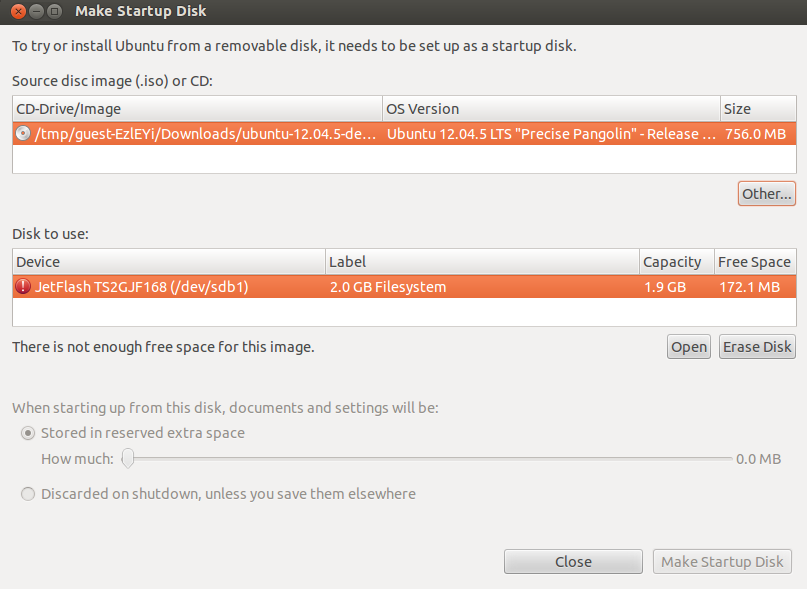 Make Startup Disk
To try or install Ubuntu from a removable disk, it needs to be set up as a startup disk.
Source disc image (.iso) or CD:
CD-Drive/Image OS Version Size
/tmp/guest-EzlEYi/Downloads/ubuntu-12.04.5-de... Ubuntu 12.04.5 LTS "Precise Pangolin" - Release ... 756.0 MB
Other...
Disk to use:
Device Label Capacity Free Space
JetFlash TS2GJF168 (/dev/sdb1) 2.0 GB Filesystem 1.9 GB 172.1 MB
There is not enough free space for this image. Open Erase Disk
When starting up from this disk, documents and settings will be:
Stored in reserved extra space
How much: 0.0 MB
Discarded on shutdown, unless you save them elsewhere
Close Make Startup Disk